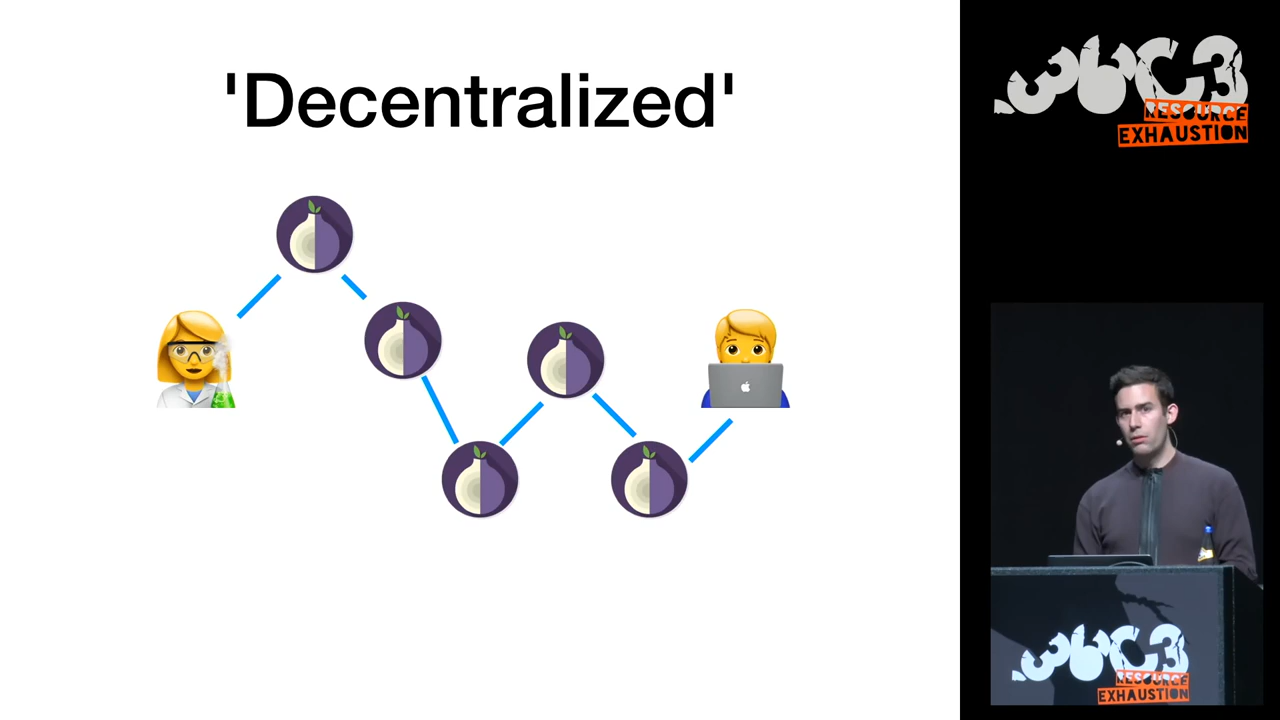 'Decentralized'
36C3
RESOURCE
EXHAUSTION
36C3
RESOURCE
EXHAUSTION